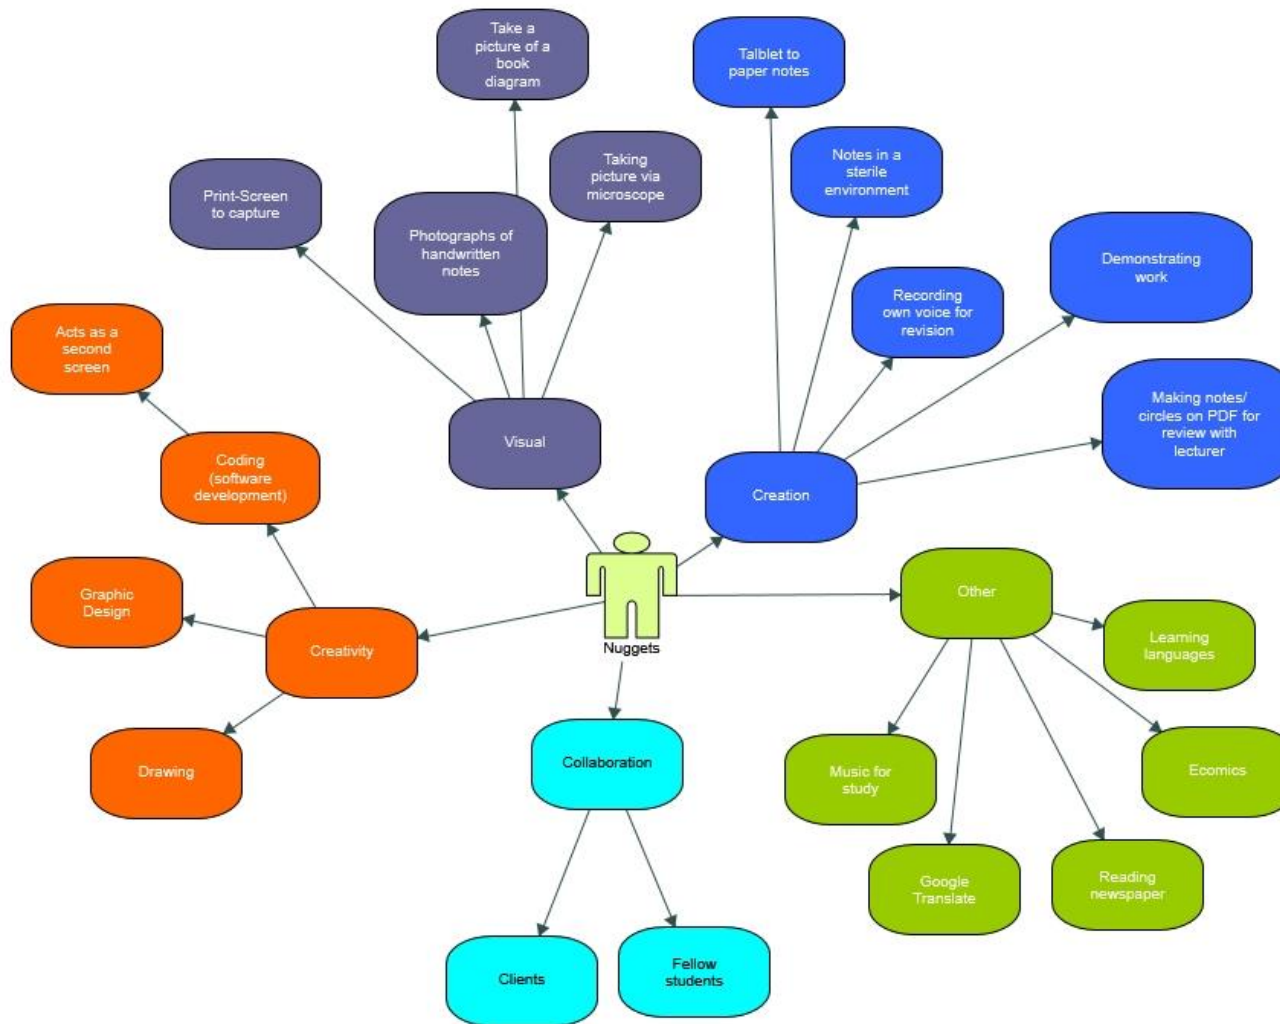 Take a
picture of a
book
diagram
Talblet to
paper notes
Taking
picture via
microscope
Notes in a
sterile
environment
Print-Screen
to capture
Photographs of
handwritten
notes
Demonstrating
work
Recording
own voice for
revision
Acts as a
second
screen
Making notes/
circles on PDF for
review with
lecturer
Visual
Coding
(software
development)
Creation
Graphic
Design
Other
Creativity
Nuggets
Learning
languages
Collaboration
Drawing
Music for
study
Ecomics
Google
Translate
Reading
newspaper
Clients
Fellow
students